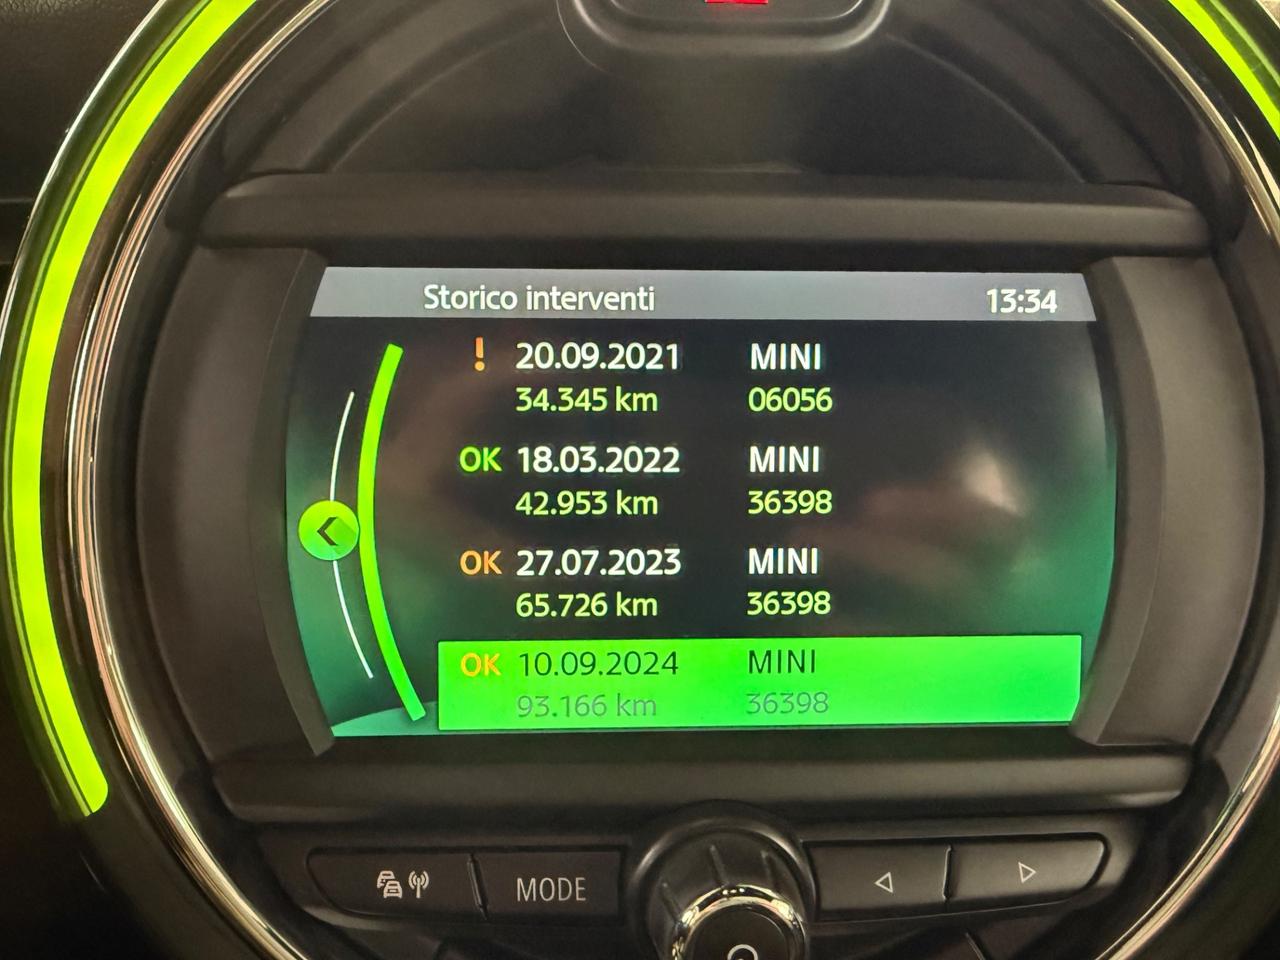 Storico interventi 13:34
! 20.09.2021 MINI
34.345 km 06056
OK 18.03.2022 MINI
42.953 km 36398
OK 27.07.2023 MINI
65.726 km 36398
OK 10.09.2024 MINI
93.166 km 36398
MODE